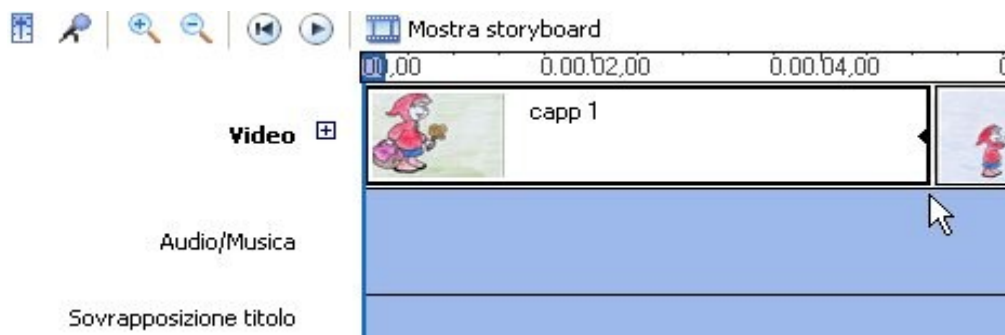 Mostra storyboard
0.00.02,00 0.00.04,00
capp 1
Video
Audio/Musica
Sovrapposizione titolo